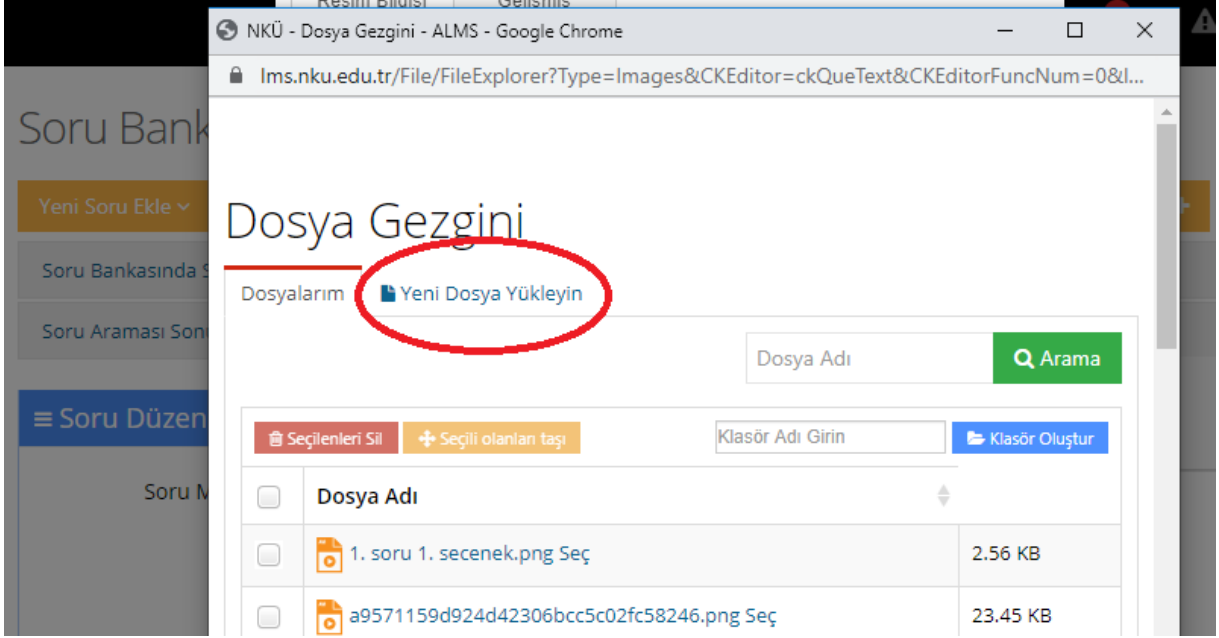 Resim Bilgisi Gelişmiş
NKÜ - Dosya Gezgini - ALMS - Google Chrome
lms.nku.edu.tr/File/FileExplorer?Type=Images&CKEditor=ckQueText&CKEditorFuncNum=0&l...
Soru Bank
Yeni Soru Ekle
Dosya Gezgini
Soru Bankasında S
Dosyalarım Yeni Dosya Yükleyin
Soru Araması Son
Dosya Adı Arama
Soru Düzen
Seçilenleri Sil Seçili olanları taşı Klasör Adı Girin Klasör Oluştur
Soru M
Dosya Adı
1. soru 1. secenek.png Seç 2.56 KB
a9571159d924d42306bcc5c02fc58246.png Seç 23.45 KB